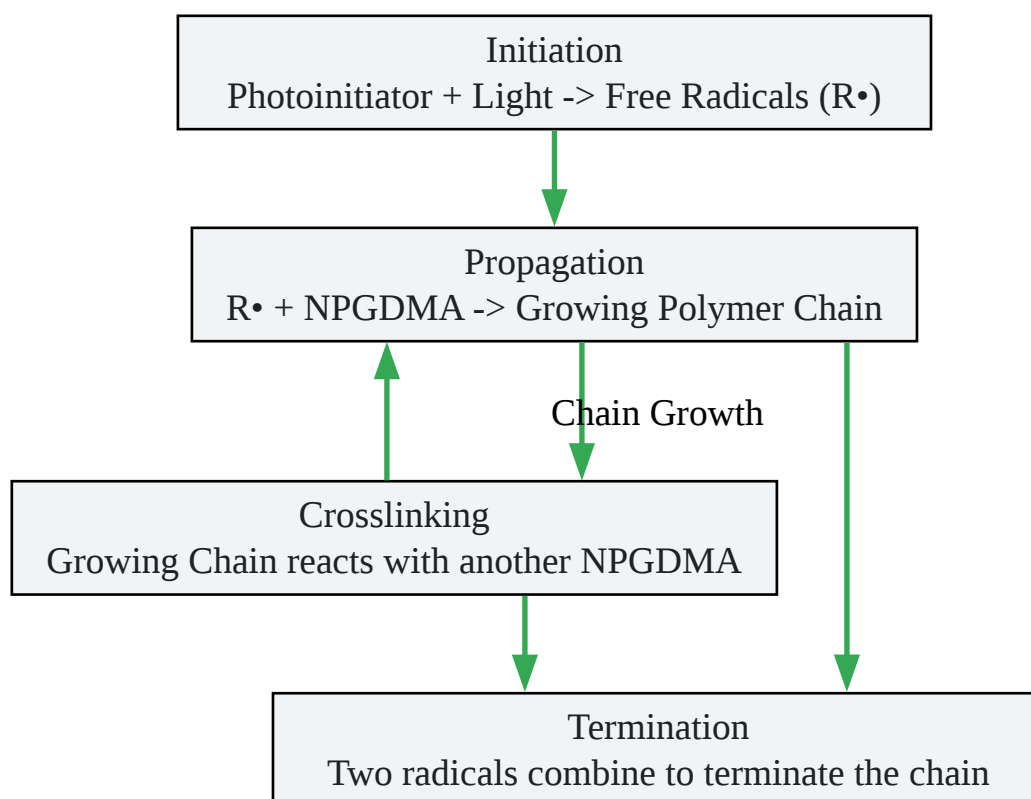 Initiation
Photoinitiator + Light -> Free Radicals (R•)
Propagation
R• + NPGDMA -> Growing Polymer Chain
Chain Growth
Crosslinking
Growing Chain reacts with another NPGDMA
Termination
Two radicals combine to terminate the chain